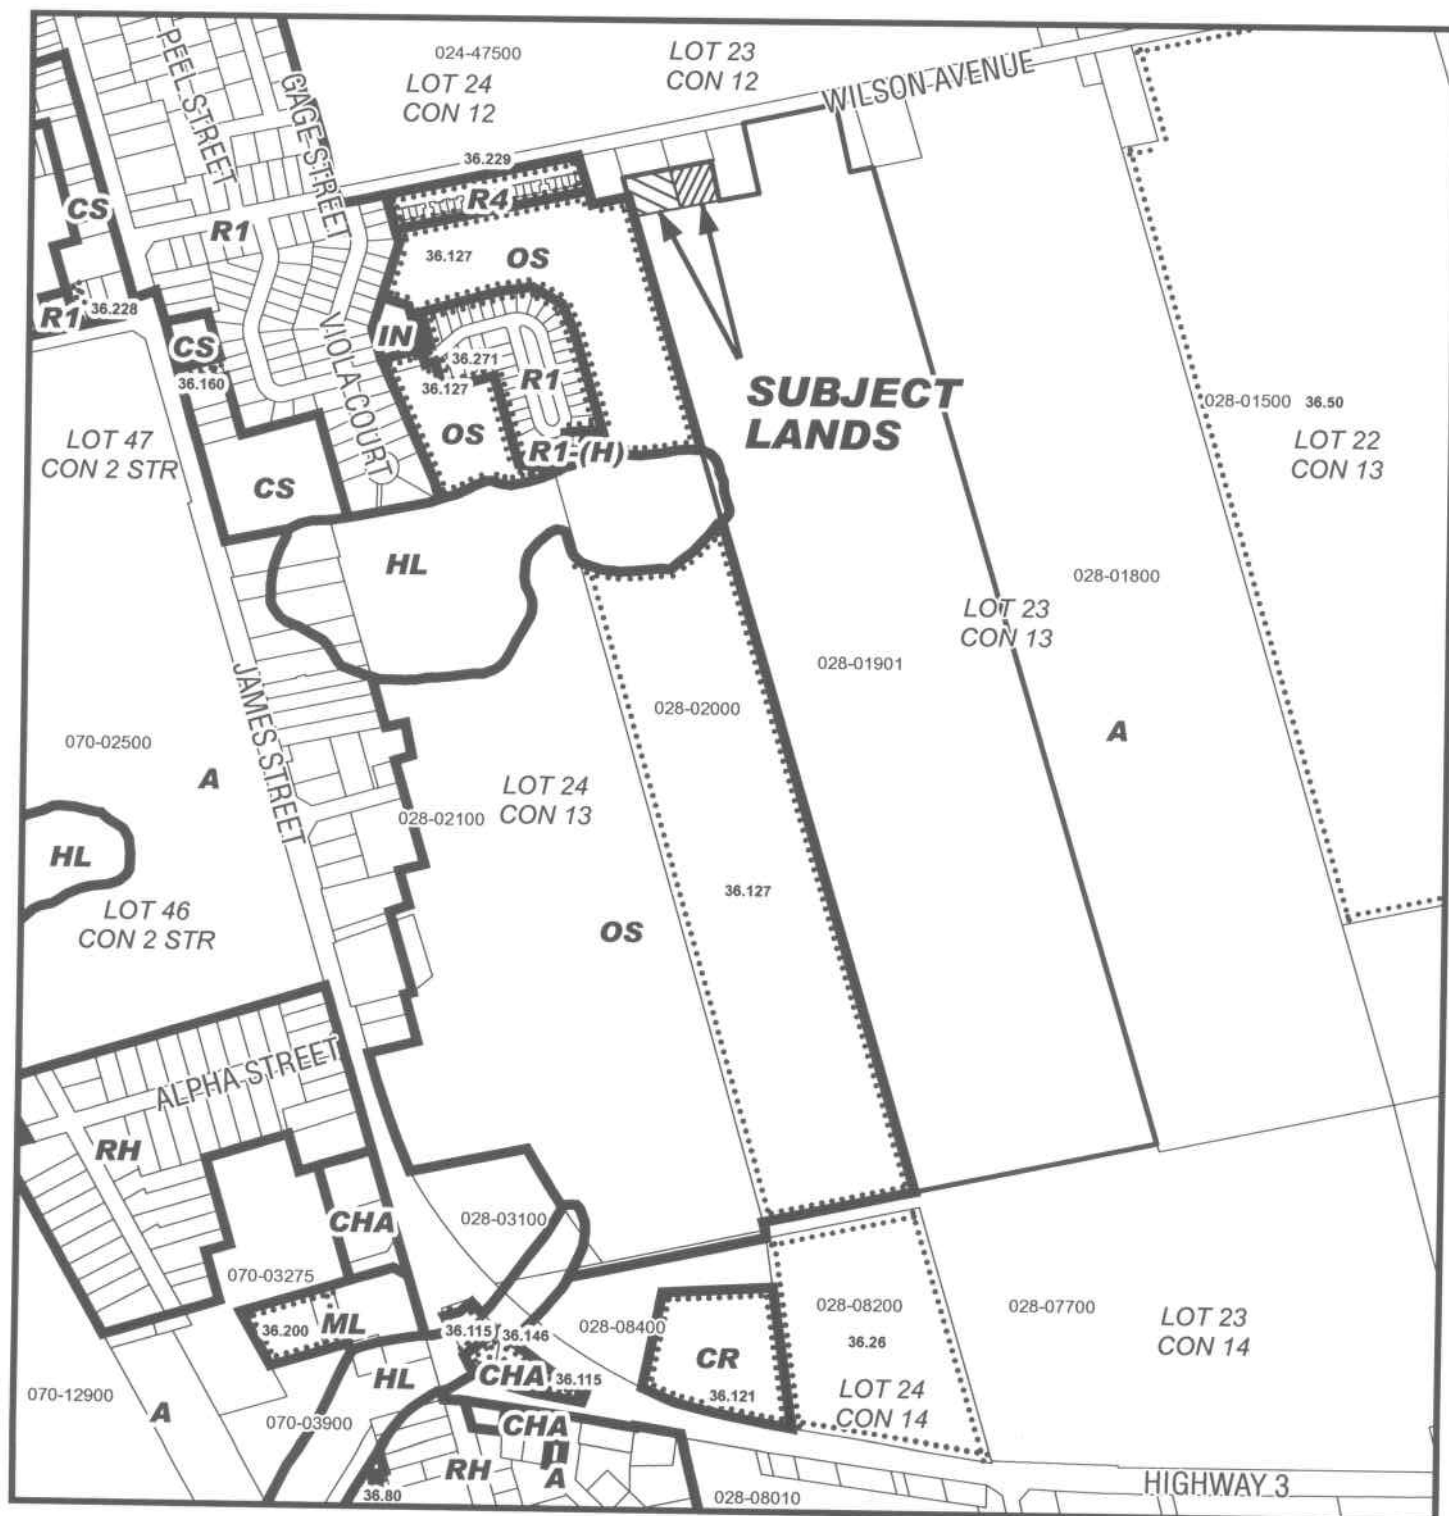 024-47500
LOT 23
CON 12
LOT 24
CON 12
PEEL STREET
GAGE STREET
WILSON AVENUE
36.229
R4
CS
R1
36.127
OS
R1
36.228
IN
CS
36.160
VIOLA COURT
36.271
36.127
R1
OS
R1-(H)
SUBJECT
LANDS
028-01500
36.50
LOT 22
CON 13
LOT 47
CON 2 STR
CS
HL
028-01800
LOT 23
CON 13
028-01901
028-02000
JAMES STREET
070-02500
A
A
LOT 24
CON 13
028-02100
HL
36.127
LOT 46
CON 2 STR
OS
ALPHA STREET
RH
CHA
028-03100
070-03275
36.200
ML
36.115
36.146
028-08400
028-08200
36.26
028-07700
LOT 23
CON 14
CR
36.121
LOT 24
CON 14
HL
CHA
36.115
070-12900
A
070-03900
CHA
RH
A
36.80
028-08010
HIGHWAY 3